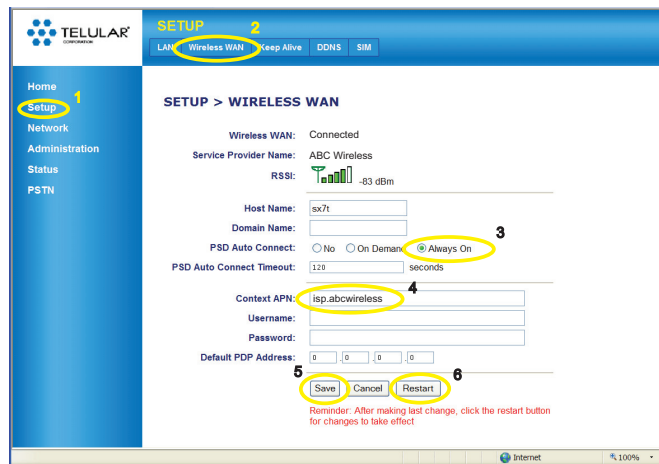 TELULAR
CORPORATION
SETUP
2
LAN Wireless WAN Keep Alive DDNS SIM
Home
Setup 1
Network
Administration
Status
PSTN
SETUP > WIRELESS WAN
Wireless WAN: Connected
Service Provider Name: ABC Wireless
RSSI: -83 dBm
Host Name: sx7t
Domain Name:
3
PSD Auto Connect: No On Demand Always On
PSD Auto Connect Timeout: 120 seconds
4
Context APN: isp.abcwireless
Username:
Password:
Default PDP Address: 0 .0 .0 .0
5 6
Save Cancel Restart
Reminder: After making last change, click the restart button
for changes to take effect
Internet 100%